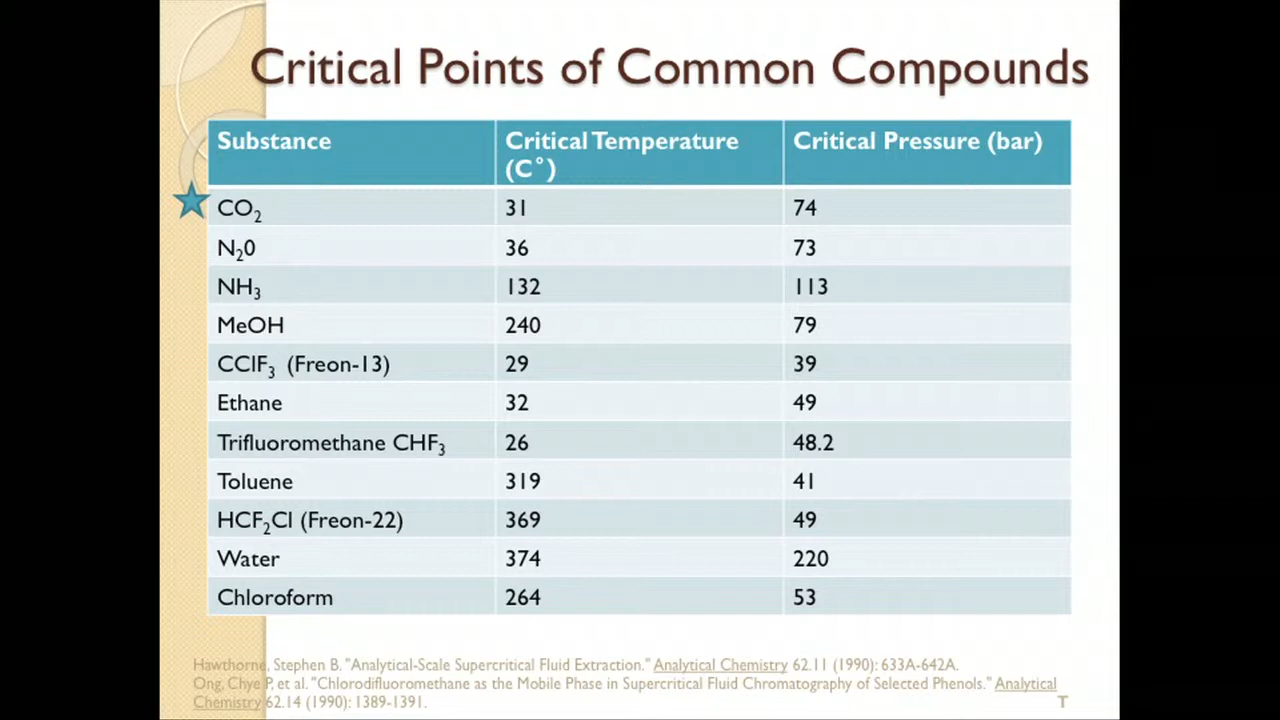 Critical Points of Common Compounds
Substance Critical Temperature (C°) Critical Pressure (bar)
CO₂ 31 74
N₂0 36 73
NH₃ 132 113
MeOH 240 79
CClF₃ (Freon-13) 29 39
Ethane 32 49
Trifluoromethane CHF₃ 26 48.2
Toluene 319 41
HCF₂Cl (Freon-22) 369 49
Water 374 220
Chloroform 264 53
Hawthorne, Stephen B. "Analytical-Scale Supercritical Fluid Extraction." Analytical Chemistry 62.11 (1990): 633A-642A.
Ong, Chye P, et al. "Chlorodifluoromethane as the Mobile Phase in Supercritical Fluid Chromatography of Selected Phenols." Analytical
Chemistry 62.14 (1990): 1389-1391.
T